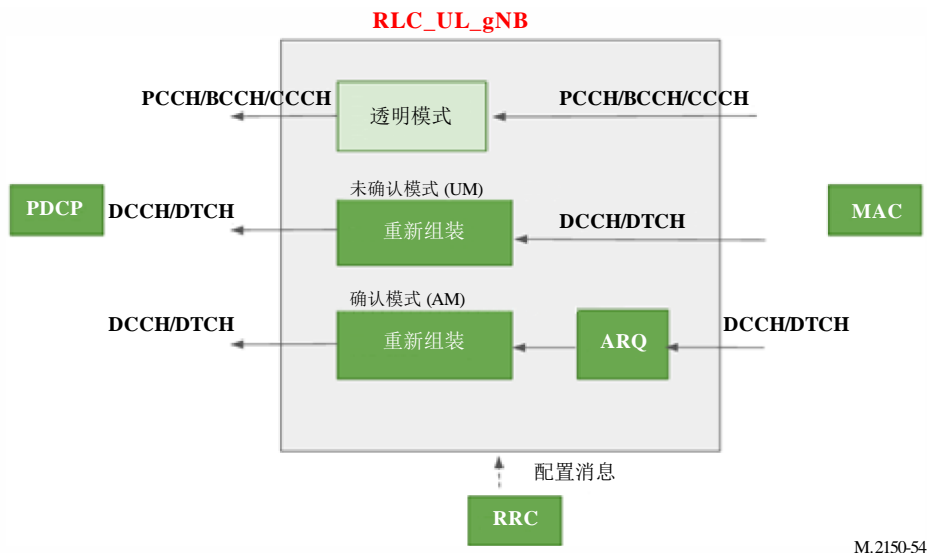 RLC_UL_gNB
PCCH/BCCH/CCCH
透明模式
PCCH/BCCH/CCCH
未确认模式 (UM)
PDCP
DCCH/DTCH
重新组装
DCCH/DTCH
MAC
确认模式 (AM)
DCCH/DTCH
重新组装
ARQ
DCCH/DTCH
配置消息
RRC
M.2150-54